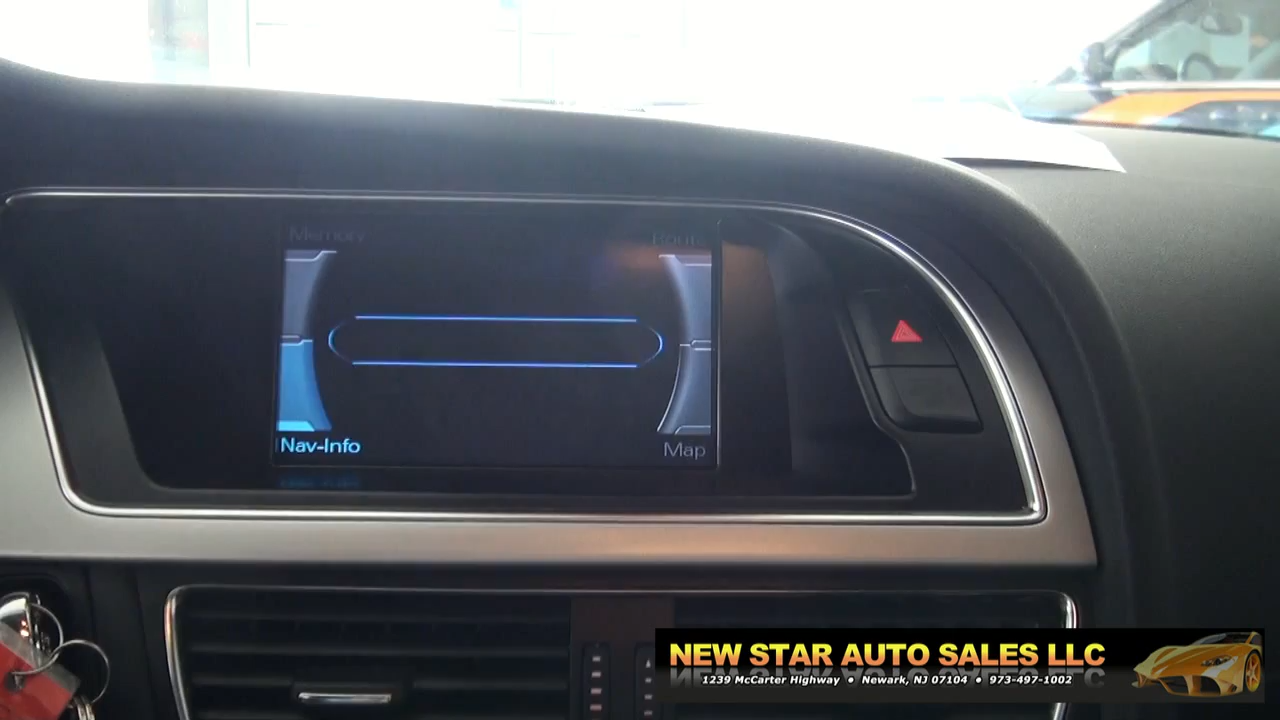 Memory Route
Nav-Info Map
NEW STAR AUTO SALES LLC
1239 McCarter Highway • Newark, NJ 07104 • 973-497-1002